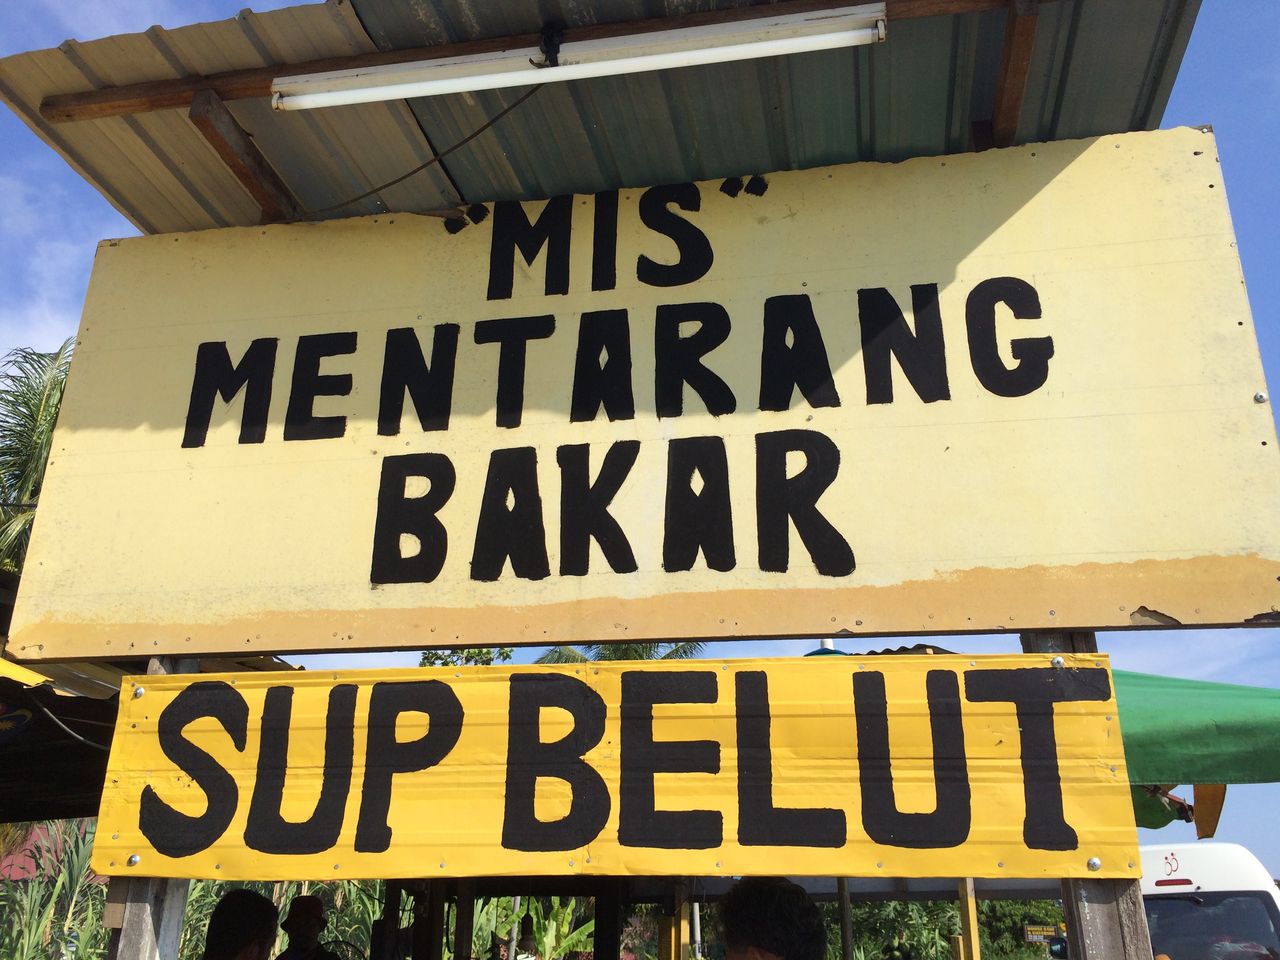 "MIS"
MENTARANG
BAKAR
SUP BELUT